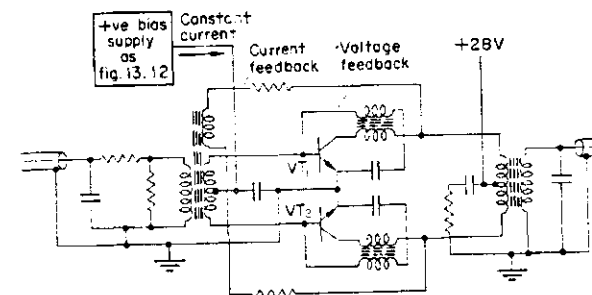 +ve bias
supply
as
fig. 13.12
Constant
current
Current
feedback
Voltage
feedback
+28V
VT1
VT2